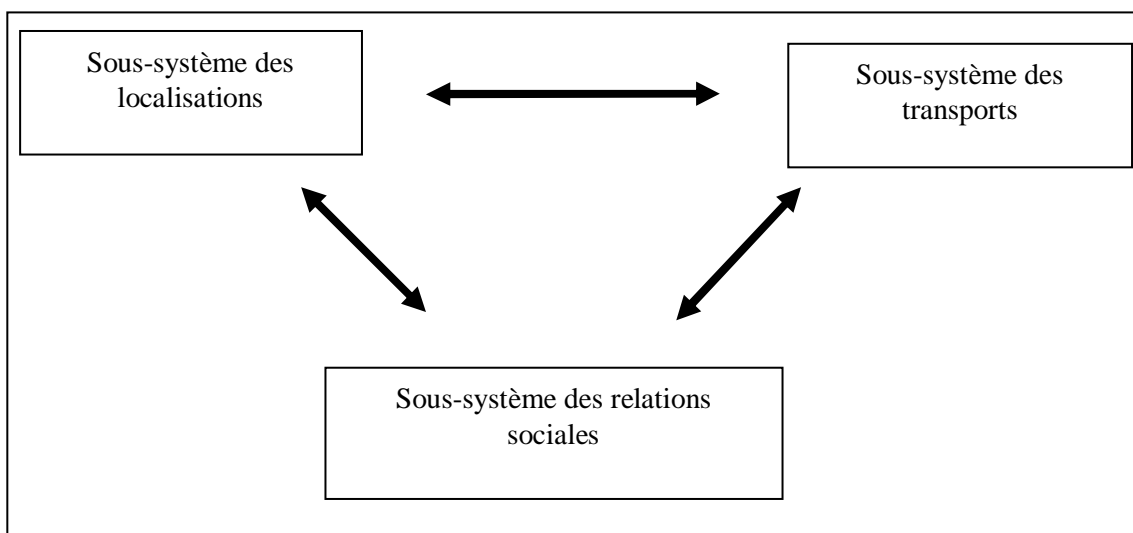 Sous-système des
localisations
Sous-système des
transports
Sous-système des relations
sociales